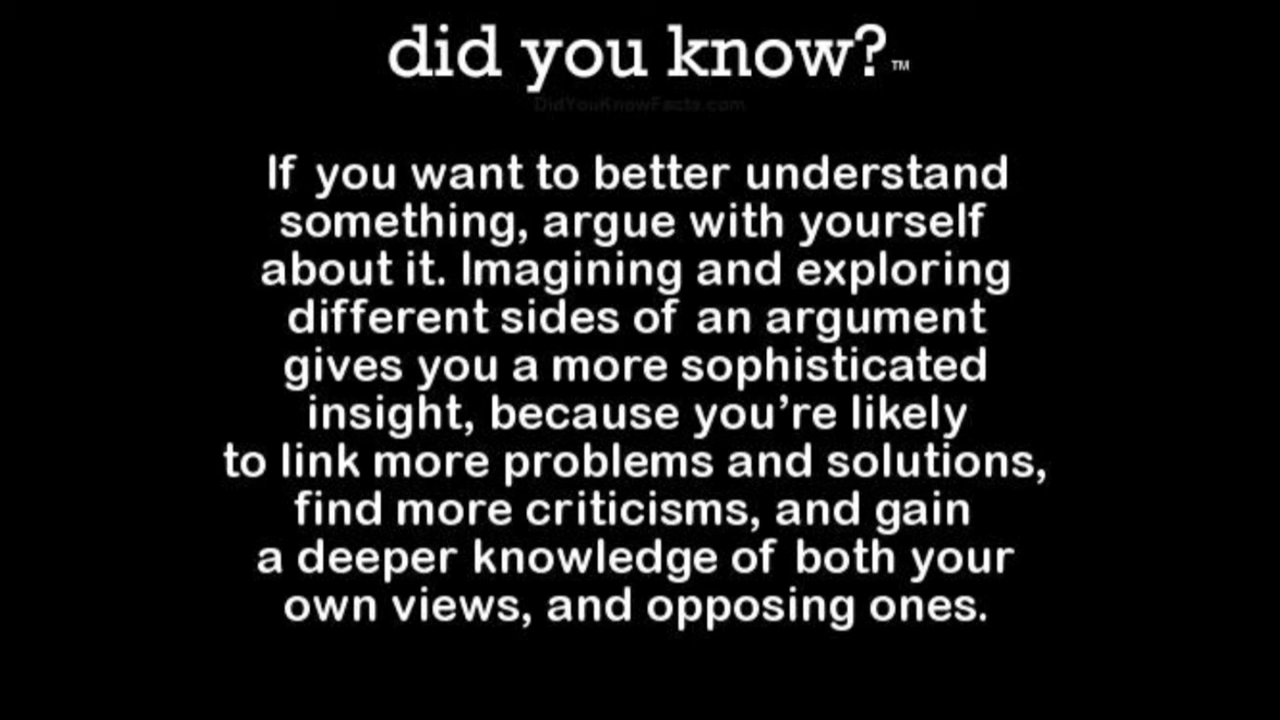 did you know?™
DidYouKnowFacts.com
If you want to better understand
something, argue with yourself
about it. Imagining and exploring
different sides of an argument
gives you a more sophisticated
insight, because you’re likely
to link more problems and solutions,
find more criticisms, and gain
a deeper knowledge of both your
own views, and opposing ones.